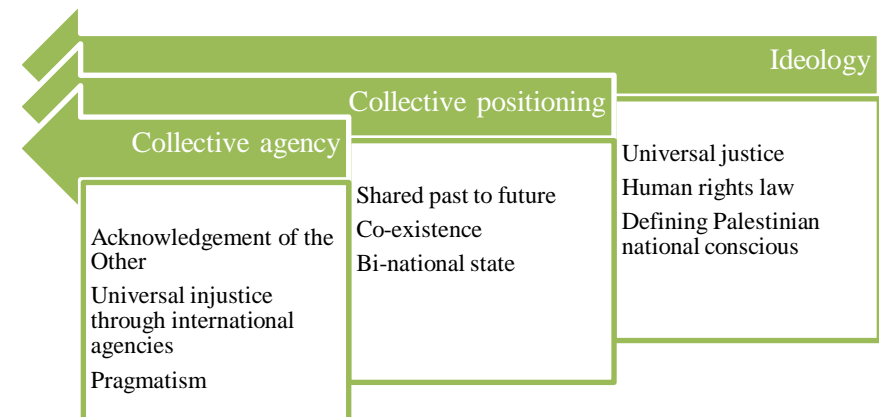 Ideology
Universal justice
Human rights law
Defining Palestinian
national conscious
Collective positioning
Shared past to future
Co-existence
Bi-national state
Collective agency
Acknowledgement of the
Other
Universal injustice
through international
agencies
Pragmatism